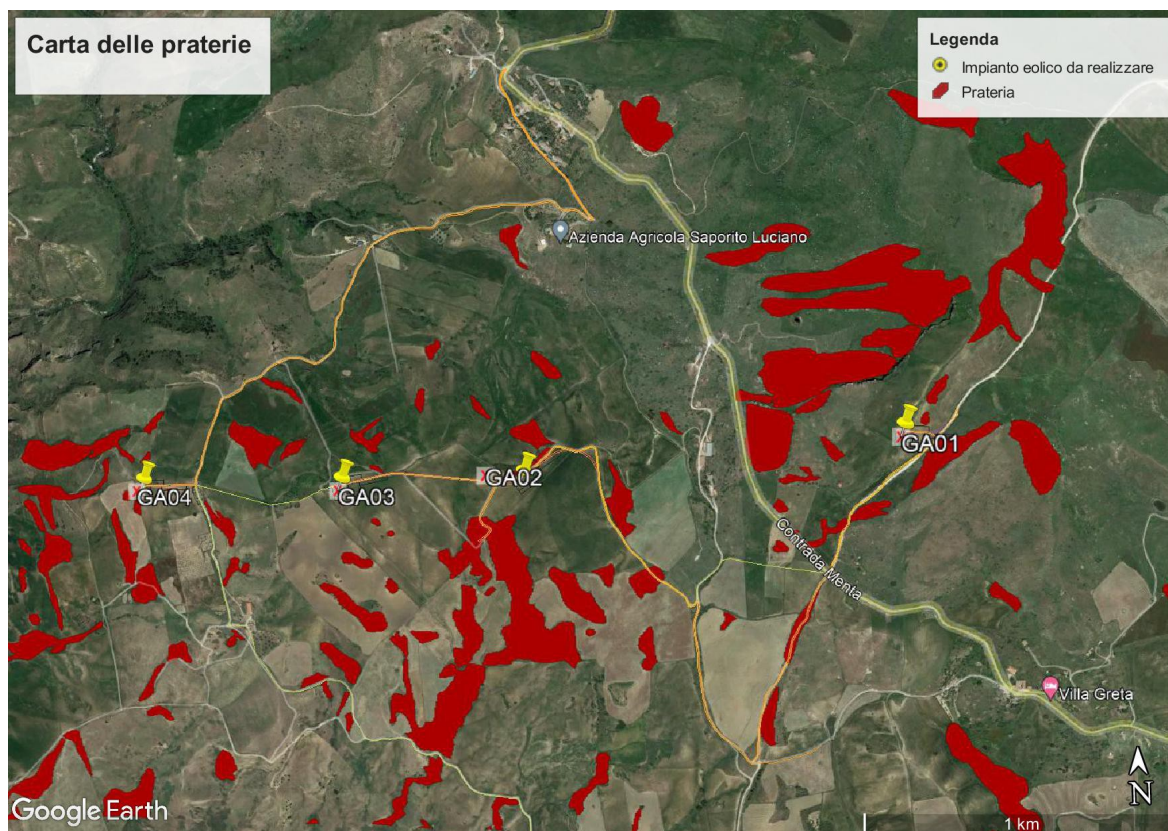 Carta delle praterie
Legenda
Impianto eolico da realizzare
Prateria
Azienda Agricola Saporito Luciano
GA01
GA02
GA03
GA04
Contrada Menta
Villa Greta
N
Google Earth
1 km